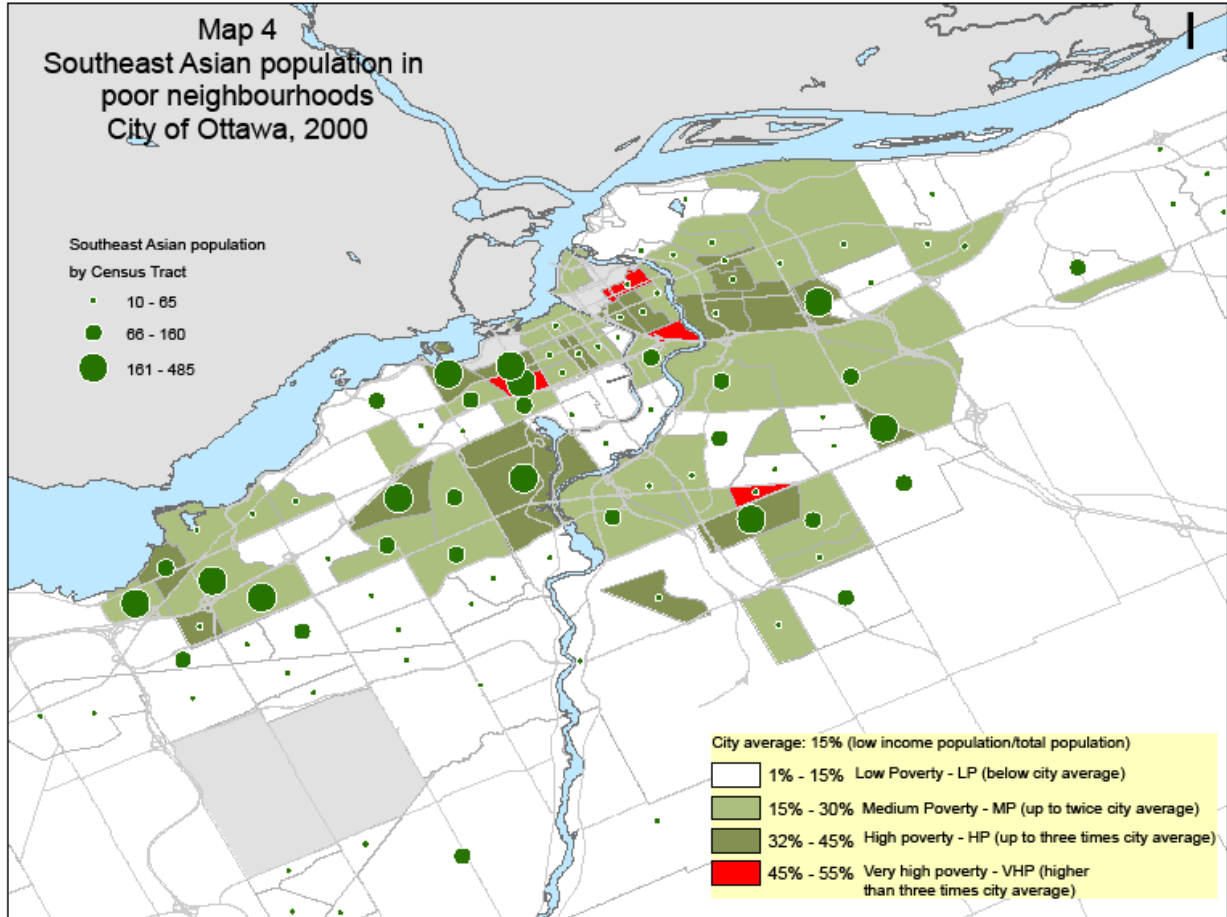 Map 4
Southeast Asian population in
poor neighbourhoods
City of Ottawa, 2000
Southeast Asian population
by Census Tract
10 - 65
66 - 160
161 - 485
City average: 15% (low income population/total population)
1% - 15% Low Poverty - LP (below city average)
15% - 30% Medium Poverty - MP (up to twice city average)
32% - 45% High poverty - HP (up to three times city average)
45% - 55% Very high poverty - VHP (higher
than three times city average)